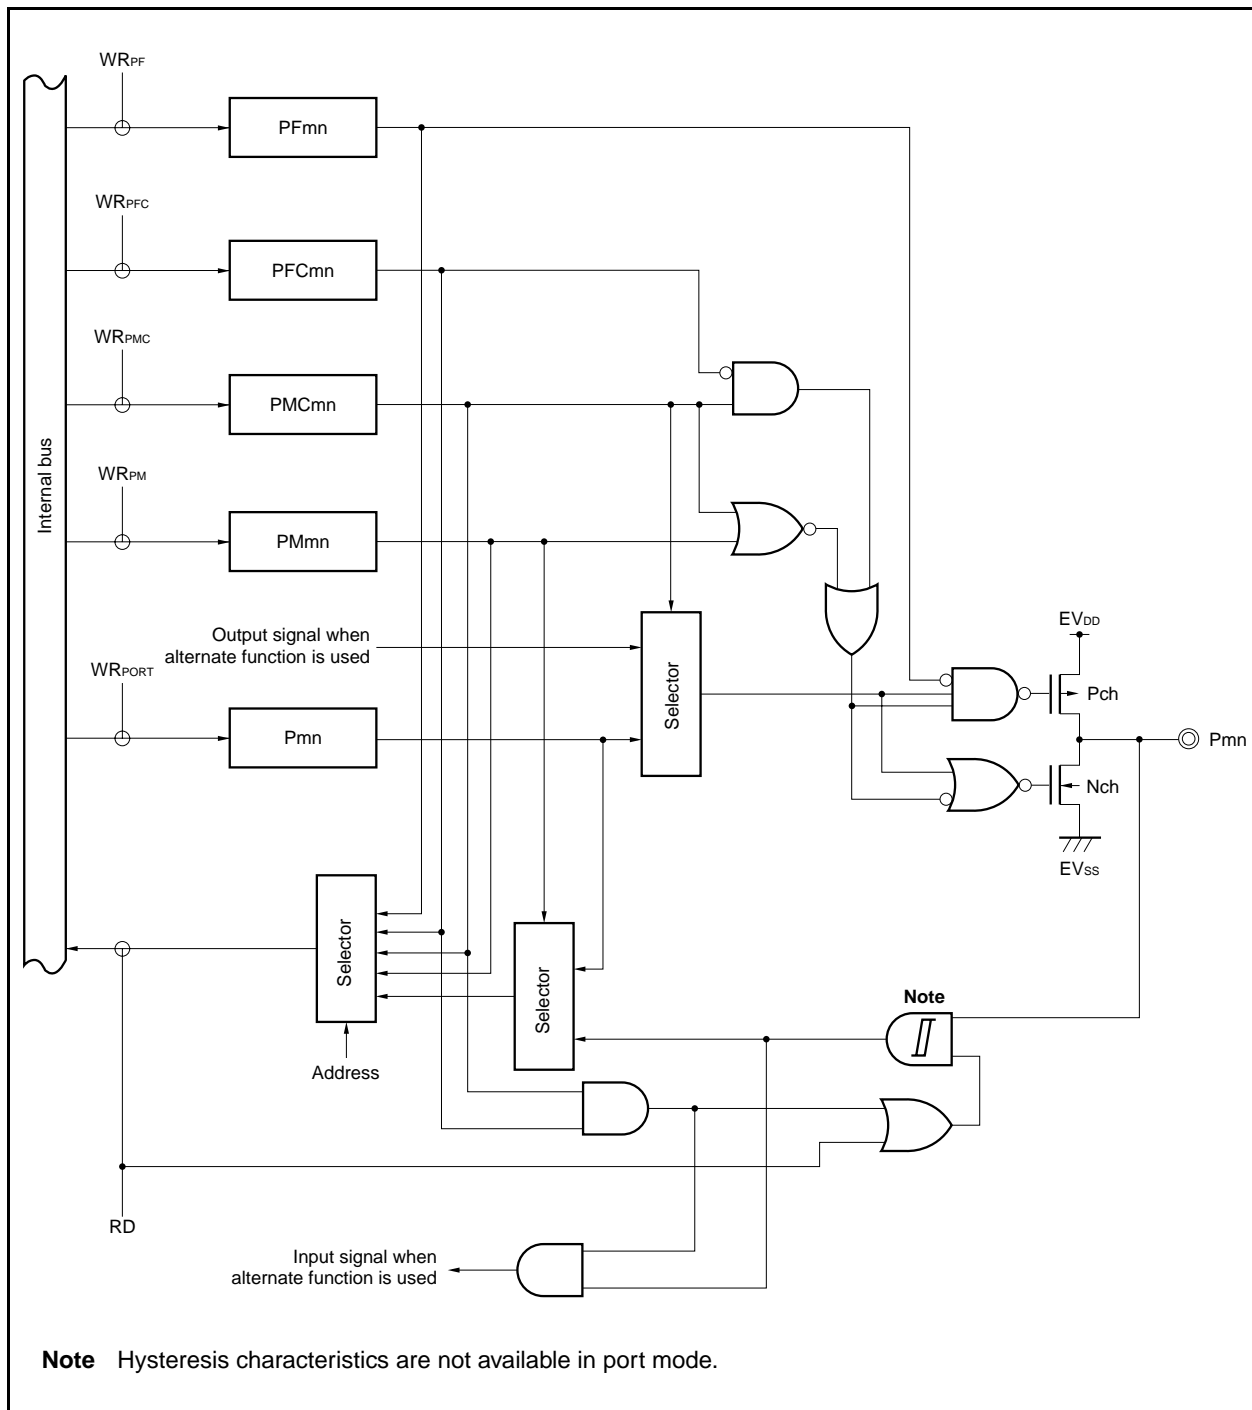 WRPF
PFmn
WRPFC
PFCmn
WRPMC
PMCmn
Internal bus
WRPM
PMmn
Output signal when
alternate function is used
WRPORT
Pmn
Selector
EVDD
Pch
Pmn
Nch
EVSS
Selector
Selector
Note
Address
RD
Input signal when
alternate function is used
Note Hysteresis characteristics are not available in port mode.